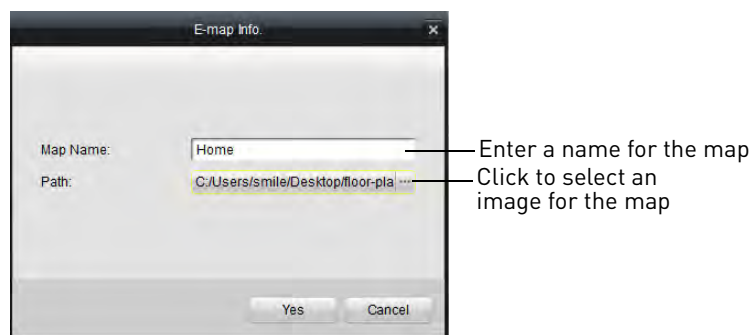 E-map Info.
Map Name:
Home
Enter a name for the map
Path:
C:/Users/smile/Desktop/floor-pla ...
Click to select an
image for the map
Yes
Cancel